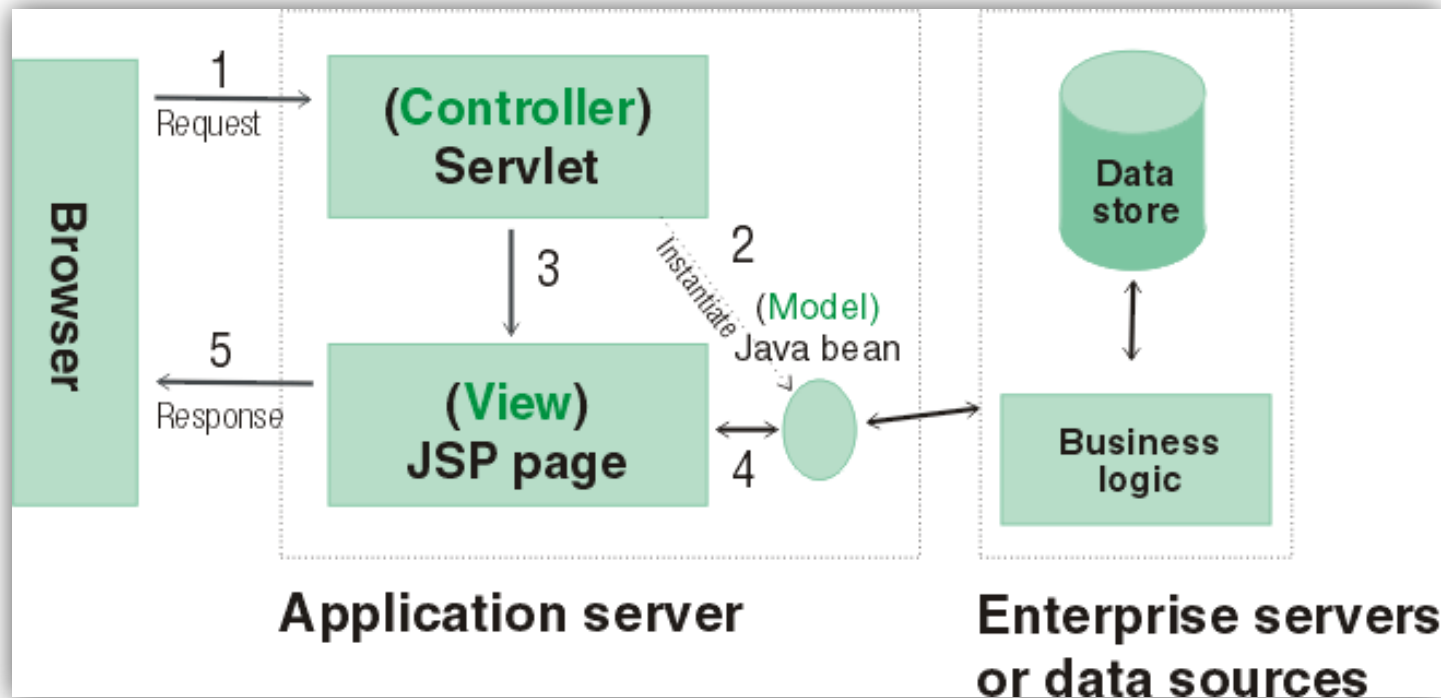 Browser
1
Request
(Controller)
Servlet
2
Instantiate
3
(Model)
Java bean
5
Response
(View)
JSP page
4
Data
store
Business
logic
Application server
Enterprise servers
or data sources